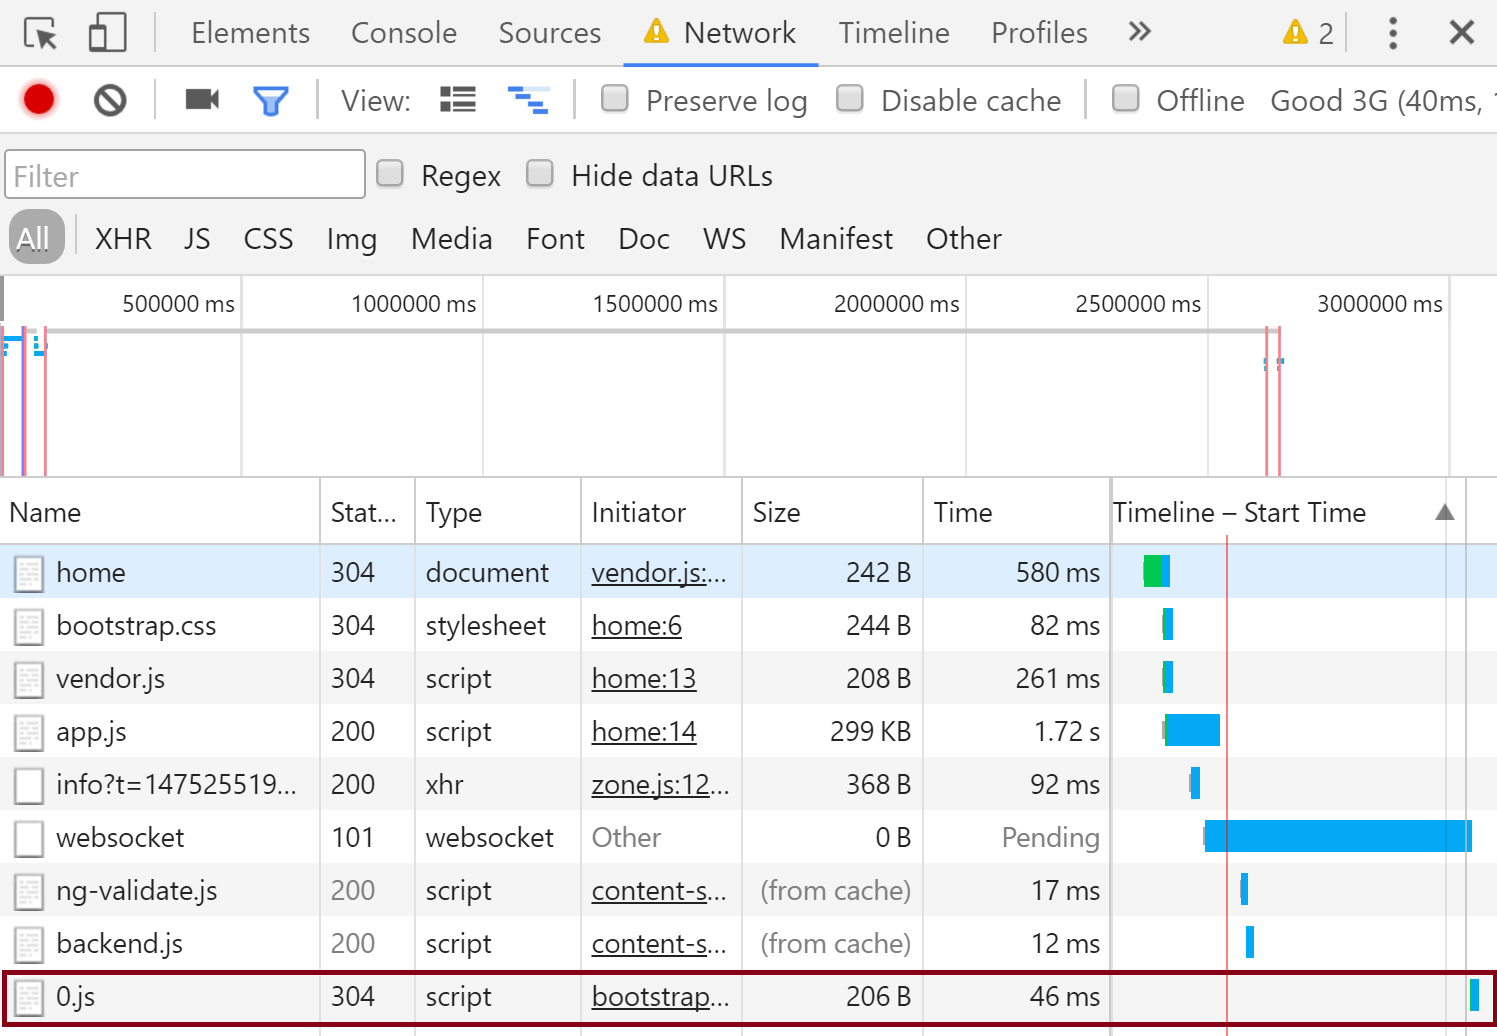 Elements Console Sources Network Timeline Profiles » 2
View: Preserve log Disable cache Offline Good 3G (40ms,
Filter Regex Hide data URLs
All XHR JS CSS Img Media Font Doc WS Manifest Other
500000 ms 1000000 ms 1500000 ms 2000000 ms 2500000 ms 3000000 ms
Name Stat... Type Initiator Size Time Timeline – Start Time
home 304 document vendor.js:... 242 B 580 ms
bootstrap.css 304 stylesheet home:6 244 B 82 ms
vendor.js 304 script home:13 208 B 261 ms
app.js 200 script home:14 299 KB 1.72 s
info?t=147525519... 200 xhr zone.js:12... 368 B 92 ms
websocket 101 websocket Other 0 B Pending
ng-validate.js 200 script content-s... (from cache) 17 ms
backend.js 200 script content-s... (from cache) 12 ms
0.js 304 script bootstrap... 206 B 46 ms